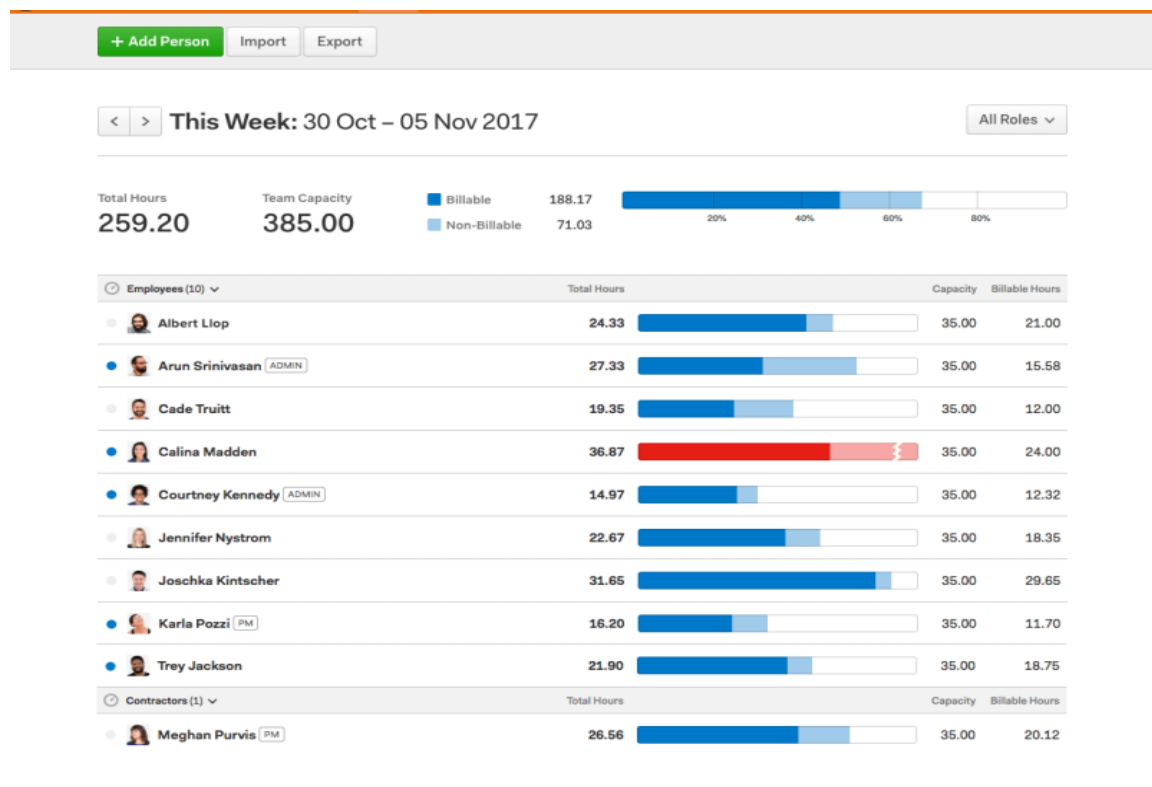 + Add Person Import Export
< > This Week: 30 Oct – 05 Nov 2017 All Roles
Total Hours Team Capacity Billable 188.17
259.20 385.00 Non-Billable 71.03
20% 40% 60% 80%
Employees (10) Total Hours Capacity Billable Hours
Albert Llop 24.33 35.00 21.00
Arun Srinivasan ADMIN 27.33 35.00 15.58
Cade Truitt 19.35 35.00 12.00
Calina Madden 36.87 35.00 24.00
Courtney Kennedy ADMIN 14.97 35.00 12.32
Jennifer Nystrom 22.67 35.00 18.35
Joschka Kintscher 31.65 35.00 29.65
Karla Pozzi PM 16.20 35.00 11.70
Trey Jackson 21.90 35.00 18.75
Contractors (1) Total Hours Capacity Billable Hours
Meghan Purvis PM 26.56 35.00 20.12